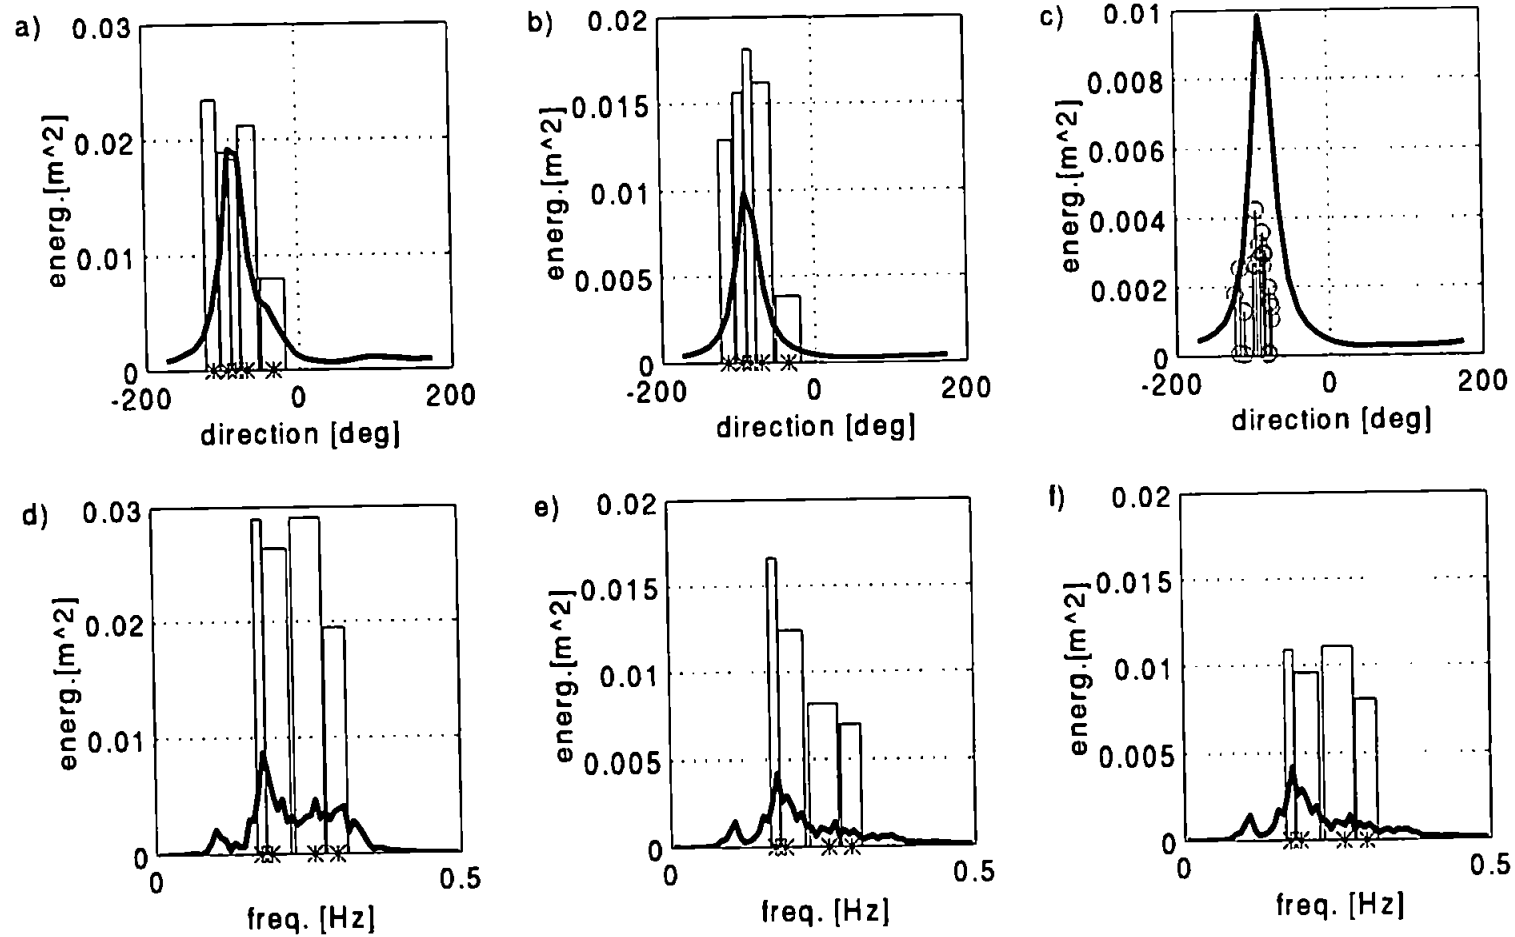 a)
0.03
0.02
0.01
0
-200
0
200
energ.[m^2]
direction [deg]
b)
0.02
0.015
0.01
0.005
0
-200
0
200
energ.[m^2]
direction [deg]
c)
0.01
0.008
0.006
0.004
0.002
0
-200
0
200
energ.[m^2]
direction [deg]
d)
0.03
0.02
0.01
0
0
0.5
energ.[m^2]
freq. [Hz]
e)
0.02
0.015
0.01
0.005
0
0
0.5
energ.[m^2]
freq. [Hz]
f)
0.02
0.015
0.01
0.005
0
0
0.5
energ.[m^2]
freq. [Hz]